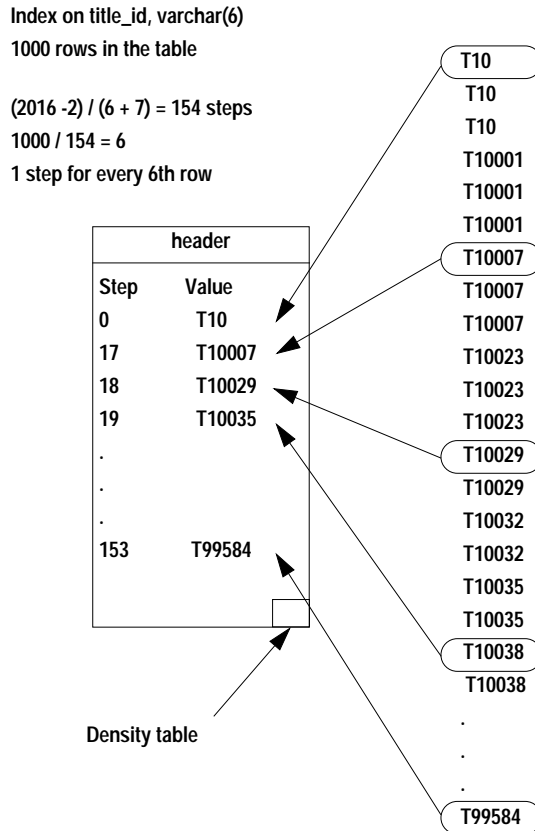 Index on title_id, varchar(6)
1000 rows in the table
(2016 -2) / (6 + 7) = 154 steps
1000 / 154 = 6
1 step for every 6th row
header
Step Value
0 T10
17 T10007
18 T10029
19 T10035
.
.
.
153 T99584
Density table
T10
T10
T10
T10001
T10001
T10001
T10007
T10007
T10007
T10023
T10023
T10023
T10029
T10029
T10032
T10032
T10035
T10035
T10038
T10038
.
.
.
T99584